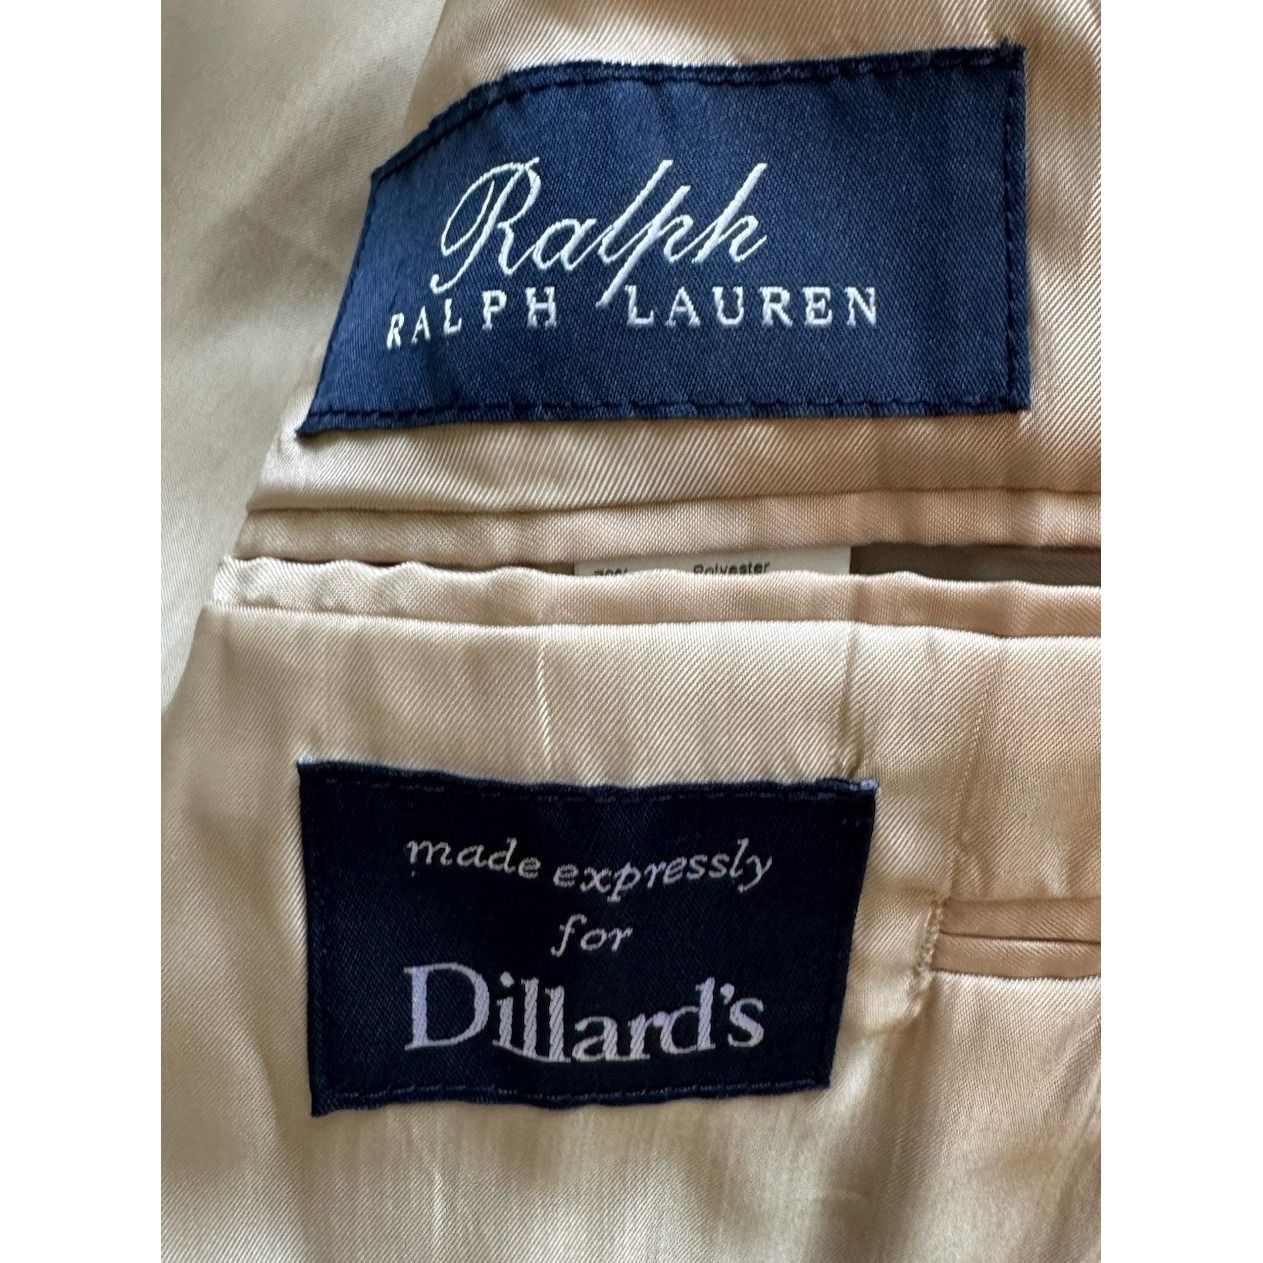 Ralph
RALPH LAUREN
Polyester
made expressly
for
Dillard's